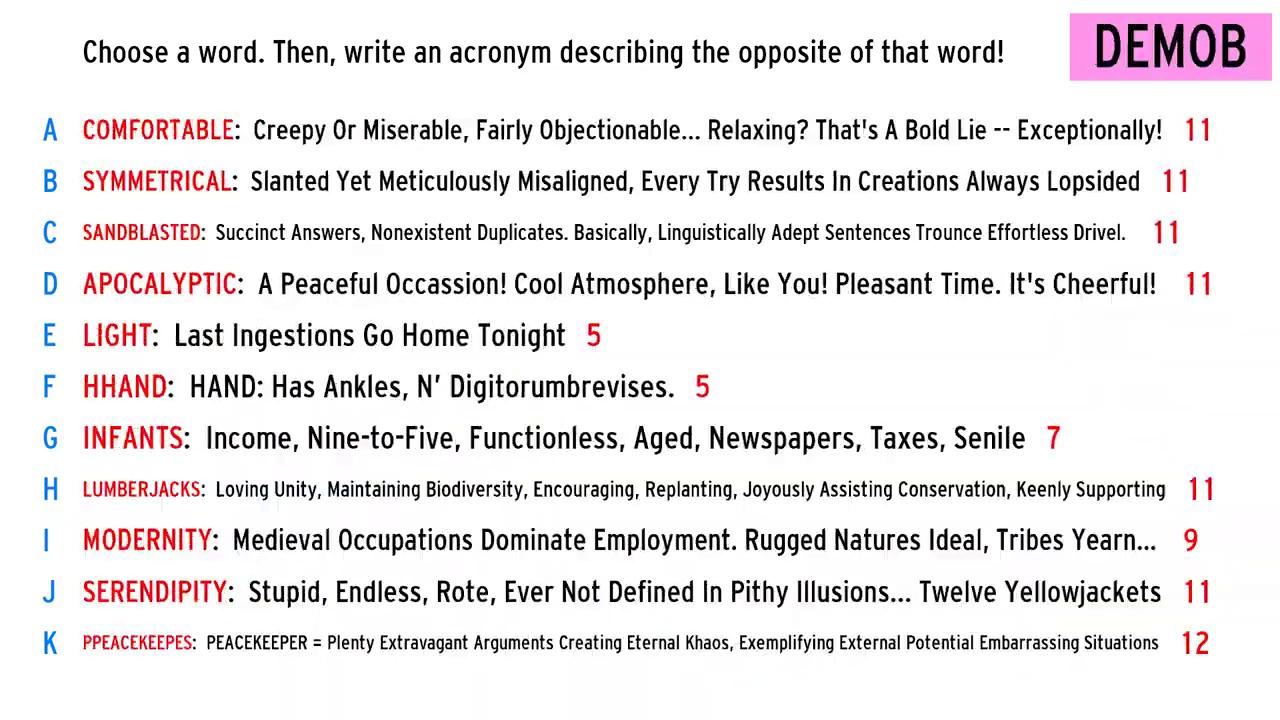 Choose a word. Then, write an acronym describing the opposite of that word!
DEMOB
A COMFORTABLE: Creepy Or Miserable, Fairly Objectionable... Relaxing? That's A Bold Lie -- Exceptionally! 11
B SYMMETRICAL: Slanted Yet Meticulously Misaligned, Every Try Results In Creations Always Lopsided 11
C SANDBLASTED: Succinct Answers, Nonexistent Duplicates. Basically, Linguistically Adept Sentences Trounce Effortless Drivel. 11
D APOCALYPTIC: A Peaceful Occassion! Cool Atmosphere, Like You! Pleasant Time. It's Cheerful! 11
E LIGHT: Last Ingestions Go Home Tonight 5
F HHAND: HAND: Has Ankles, N’ Digitorumbrevises. 5
G INFANTS: Income, Nine-to-Five, Functionless, Aged, Newspapers, Taxes, Senile 7
H LUMBERJACKS: Loving Unity, Maintaining Biodiversity, Encouraging, Replanting, Joyously Assisting Conservation, Keenly Supporting 11
I MODERNITY: Medieval Occupations Dominate Employment. Rugged Natures Ideal, Tribes Yearn... 9
J SERENDIPITY: Stupid, Endless, Rote, Ever Not Defined In Pithy Illusions... Twelve Yellowjackets 11
K PPEACEKEEPES: PEACEKEEPER = Plenty Extravagant Arguments Creating Eternal Khaos, Exemplifying External Potential Embarrassing Situations 12